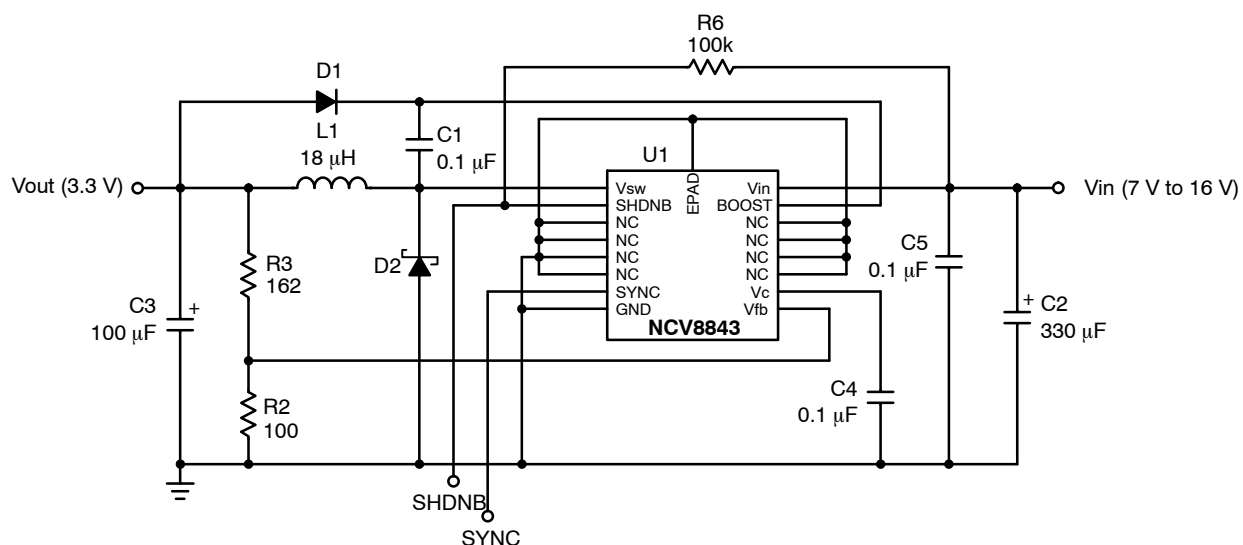 R6
100k
D1
L1
18 μH
C1
0.1 μF
U1
Vout (3.3 V)
Vin (7 V to 16 V)
Vsw
SHDNB
NC
NC
NC
NC
SYNC
GND
EPAD
Vin
BOOST
NC
NC
NC
NC
Vc
Vfb
NCV8843
R3
162
D2
C5
0.1 μF
C3
+
100 μF
+
C2
330 μF
R2
100
C4
0.1 μF
SHDNB
SYNC